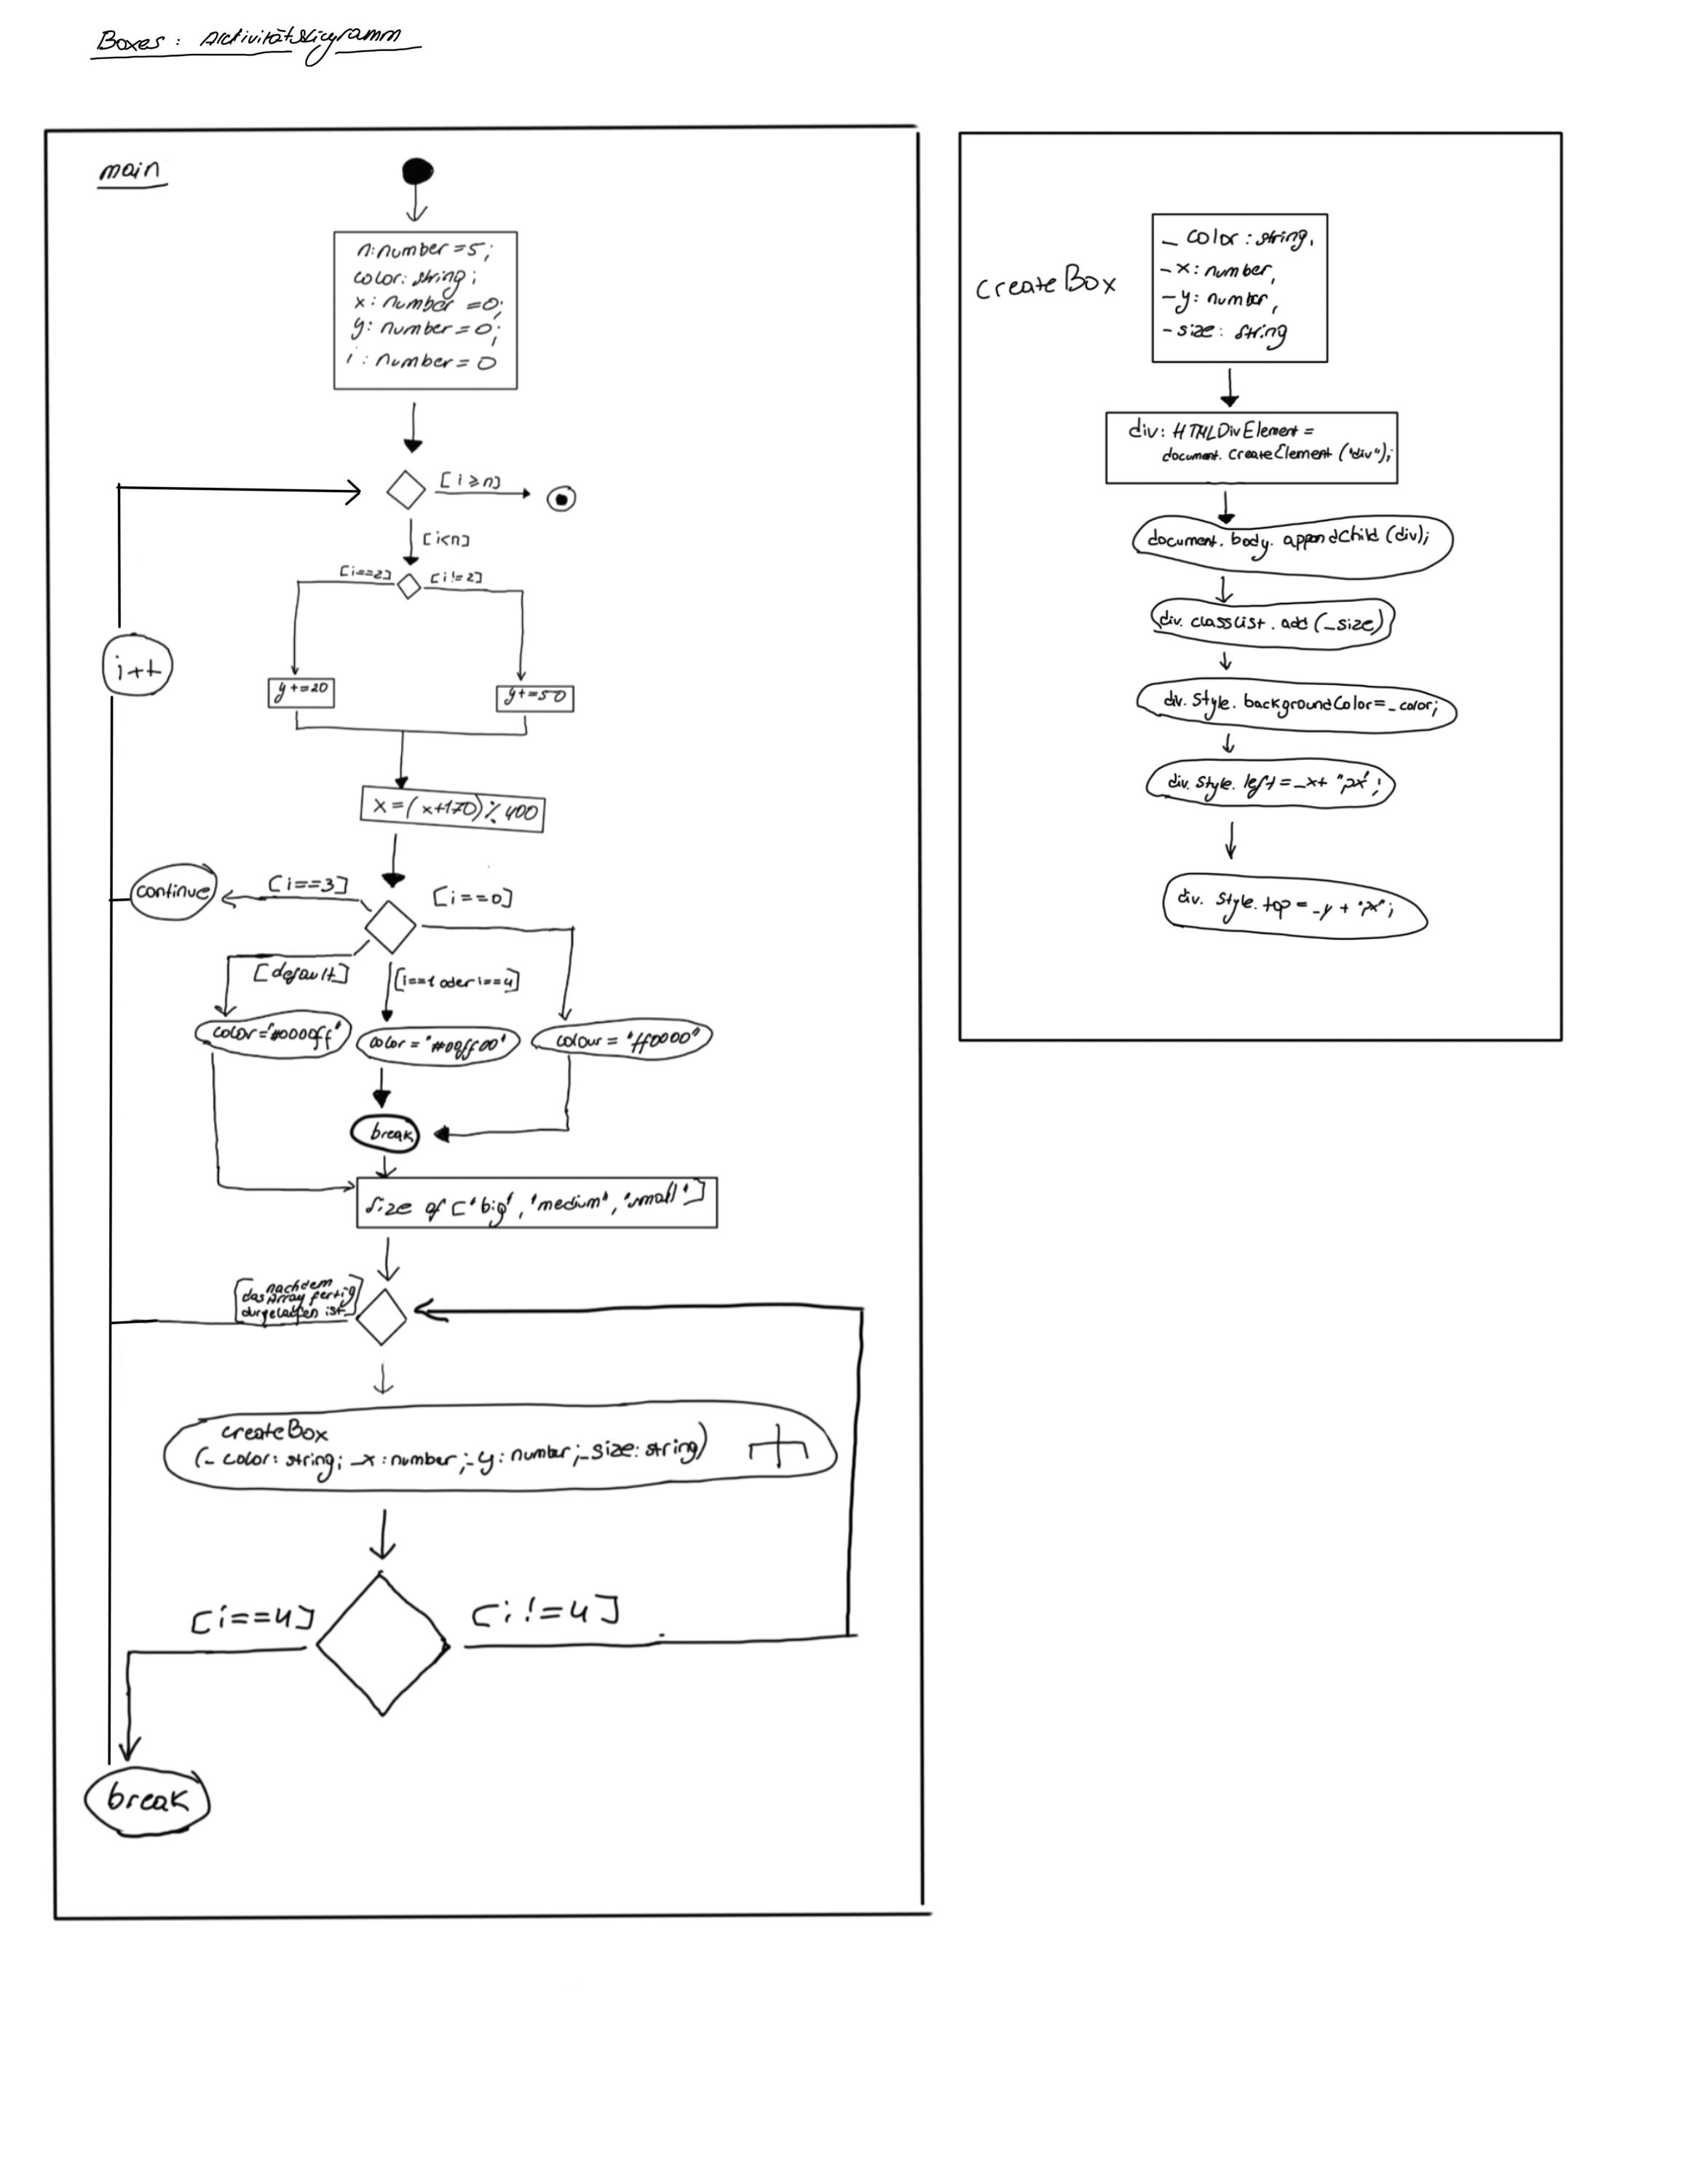 Boxes: Acktivitätsdiagramm
main
n:number=5;
color: string;
x: number =0;
y: number=0;
i: number=0
[i≥n]
[i<n]
[i==2]
[i!=2]
i++
y+=20
y+=50
x=(x+170)%400
continue
[i==3]
[i==0]
[default]
[i==1 oder i==4]
color="#0000ff"
color="#00ff00"
colour = "ff0000"
break
size of ["big", "medium", "small"]
[nachdem
das Array fertig
durgelaufen ist]
createBox
(_color: string; _x:number;_y: number;_size: string)
[i==4]
[i!=4]
break
createBox
_color: string,
_x: number,
_y: number,
_size: string
div: HTMLDivElement =
document.createElement("div");
document.body.appendChild(div);
div.classList.add(_size)
div.style.backgroundColor=_color;
div.style.left=_x+"px";
div.style.top=_y+"px";